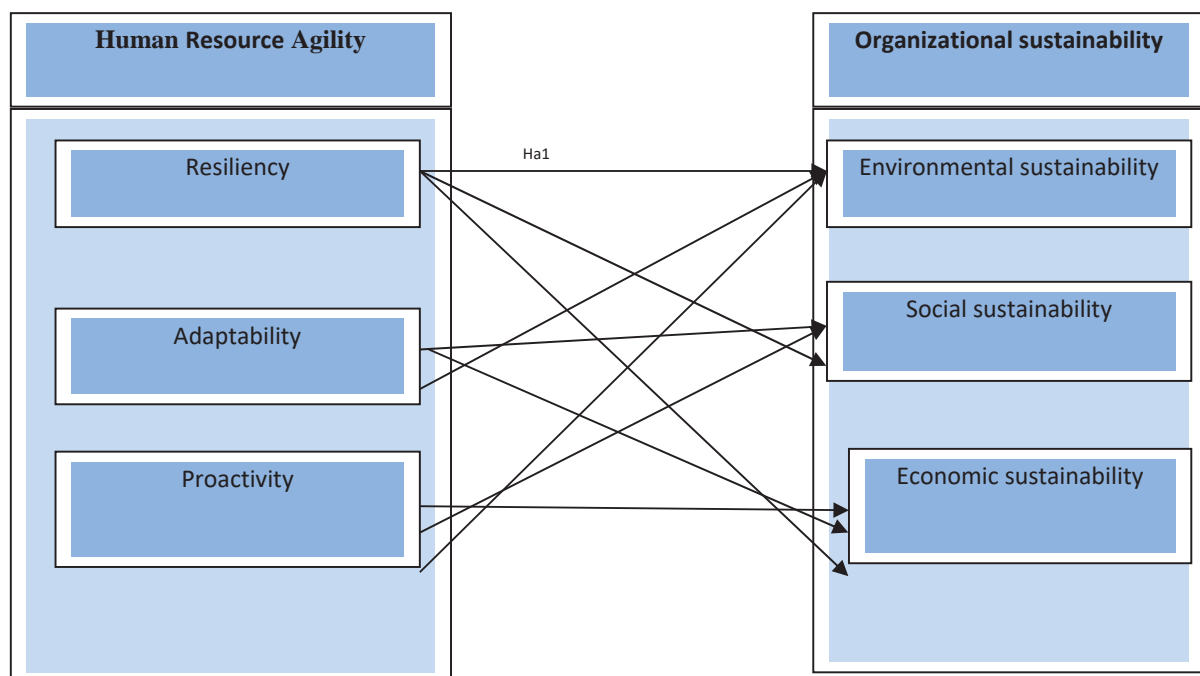 Human Resource Agility
Organizational sustainability
Resiliency
Ha1
Environmental sustainability
Adaptability
Social sustainability
Proactivity
Economic sustainability